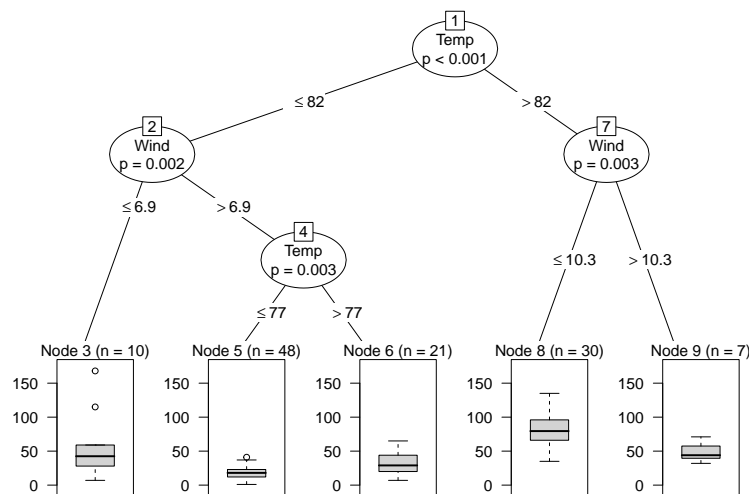 1
Temp
p < 0.001
≤ 82
> 82
2
Wind
p = 0.002
7
Wind
p = 0.003
≤ 6.9
> 6.9
4
Temp
p = 0.003
≤ 10.3
> 10.3
≤ 77
> 77
Node 3 (n = 10)
0
50
100
150
Node 5 (n = 48)
0
50
100
150
Node 6 (n = 21)
0
50
100
150
Node 8 (n = 30)
0
50
100
150
Node 9 (n = 7)
0
50
100
150